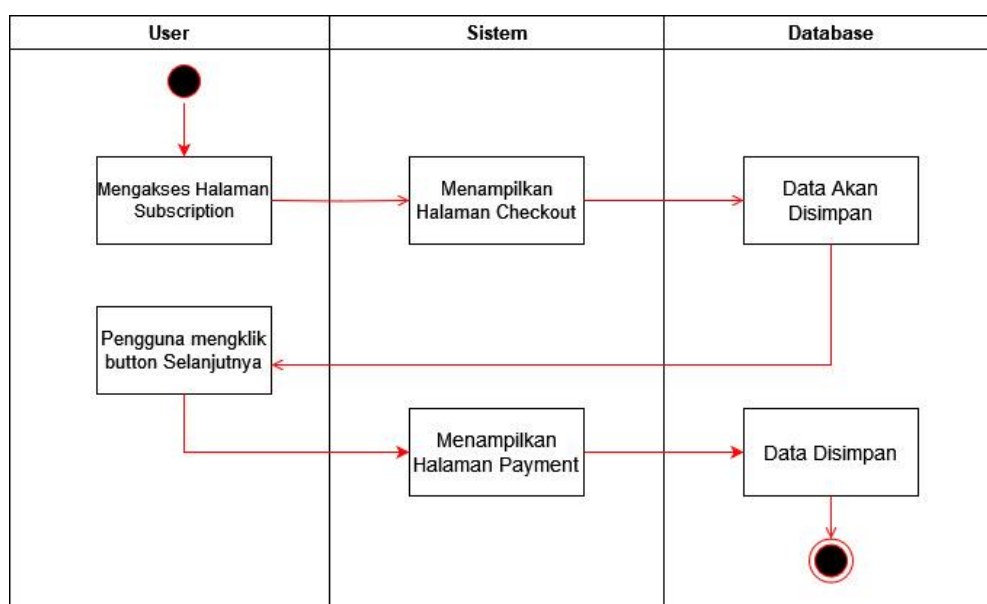 User
Sistem
Database
Mengakses Halaman
Subscription
Menampilkan
Halaman Checkout
Data Akan
Disimpan
Pengguna mengklik
button Selanjutnya
Menampilkan
Halaman Payment
Data Disimpan